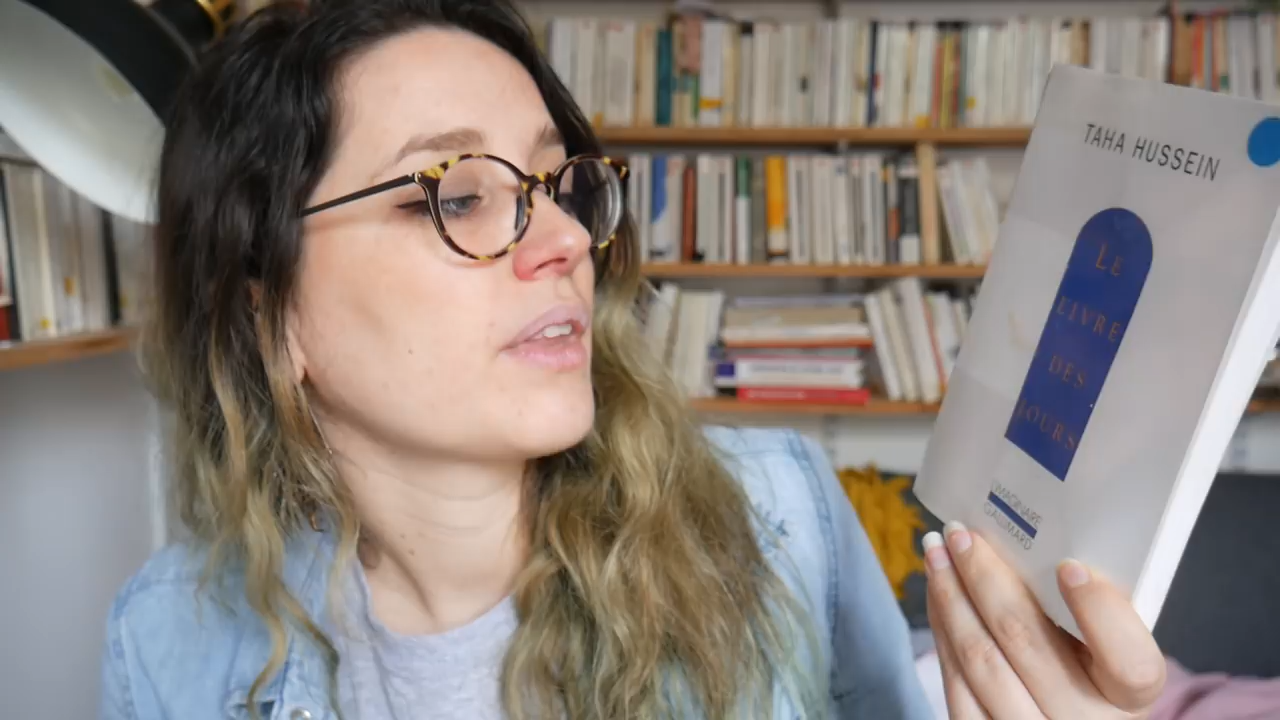 TAHA HUSSEIN
LE
LIVRE
DES
JOURS
L'IMAGINAIRE
GALLIMARD